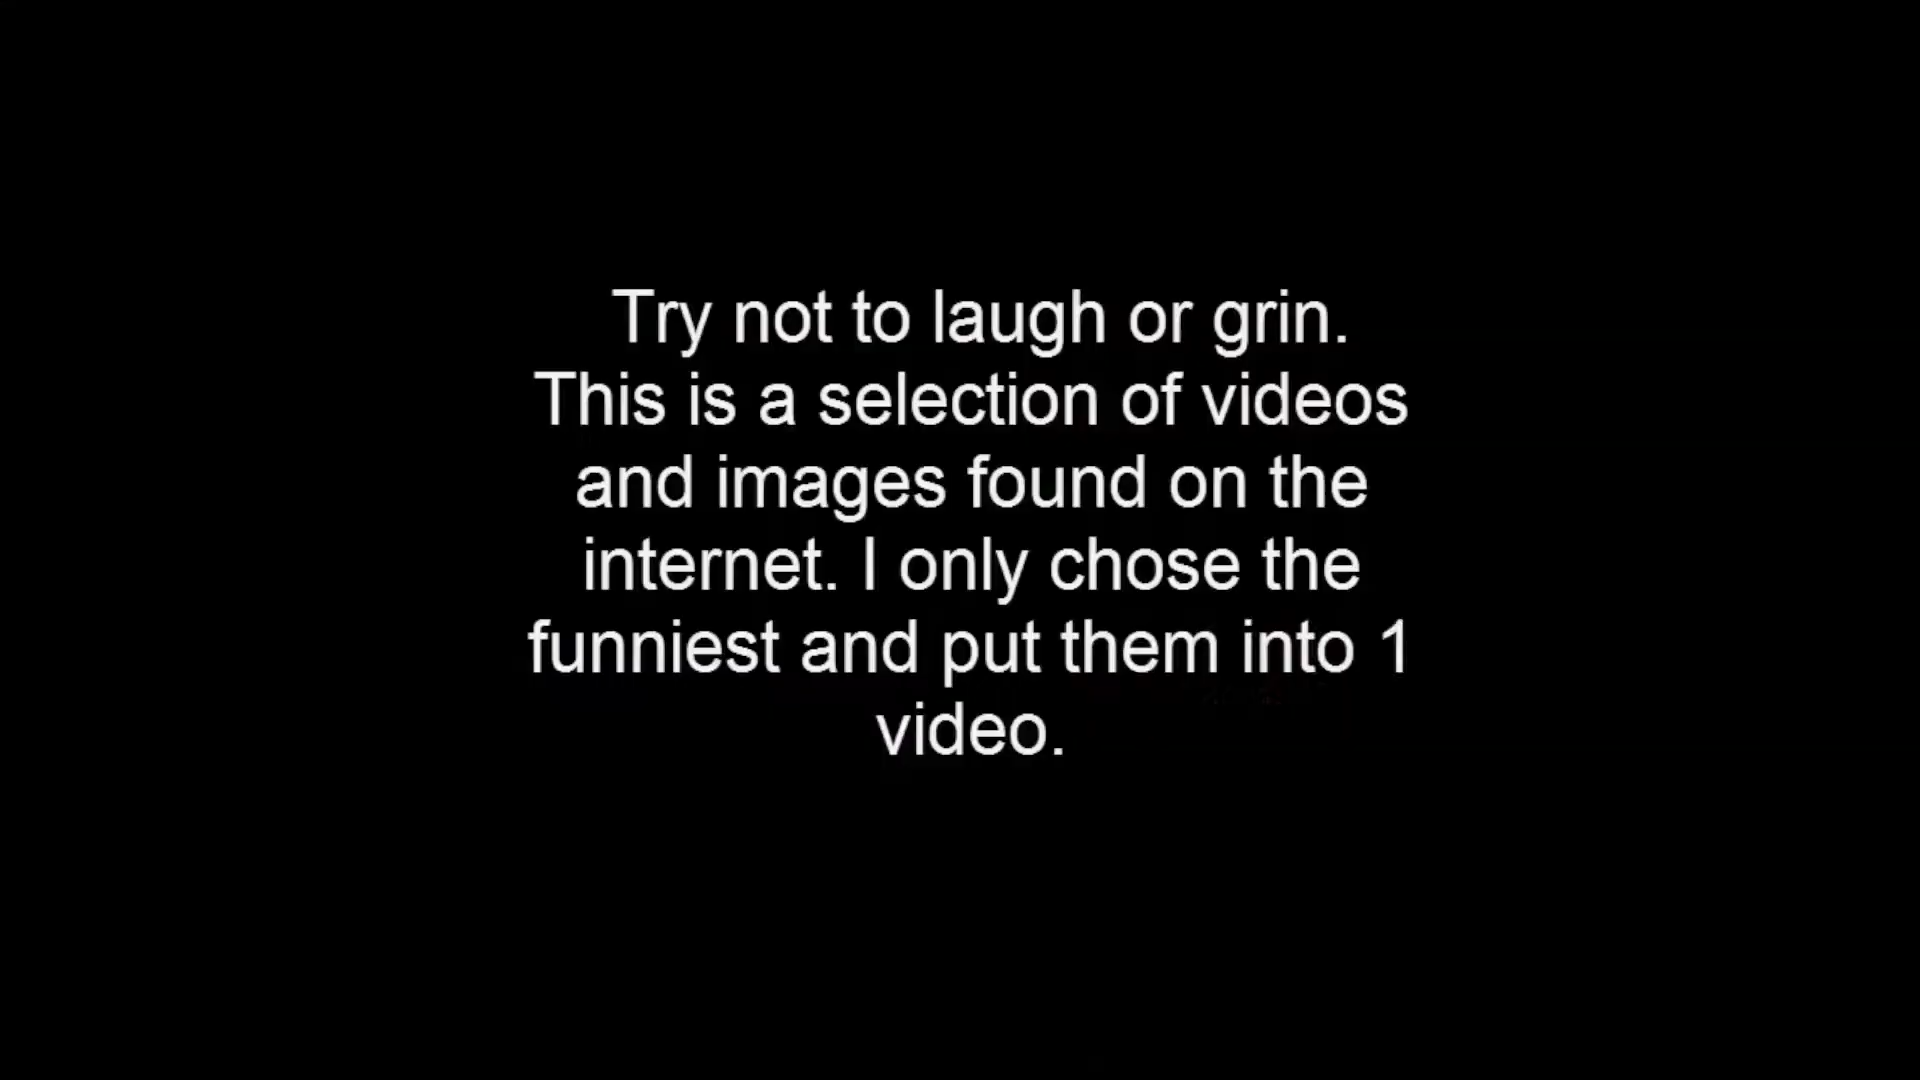 Try not to laugh or grin.
This is a selection of videos
and images found on the
internet. I only chose the
funniest and put them into 1
video.